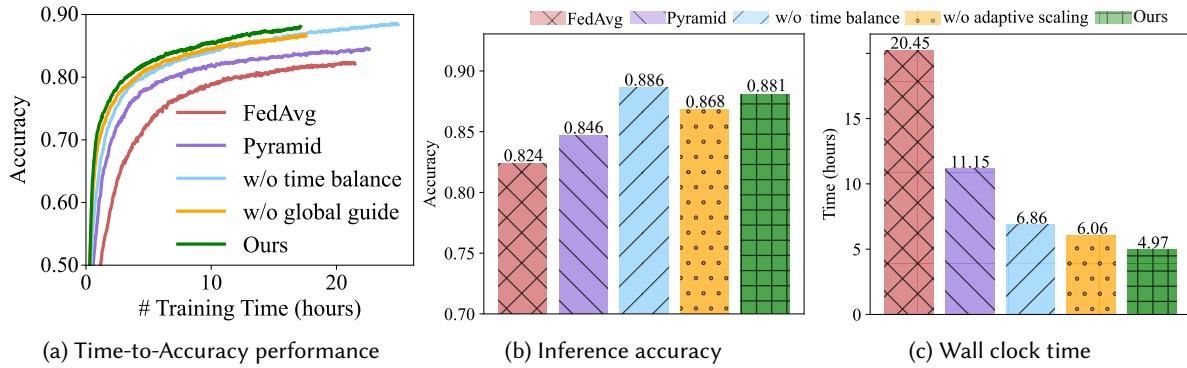 FedAvg Pyramid w/o time balance w/o adaptive scaling Ours
Accuracy
0.90
0.80
0.70
0.60
0.50
0 10 20
# Training Time (hours)
FedAvg
Pyramid
w/o time balance
w/o global guide
Ours
(a) Time-to-Accuracy performance
Accuracy
0.90
0.85
0.80
0.75
0.70
0.824
0.846
0.886
0.868
0.881
(b) Inference accuracy
Time (hours)
20
15
10
5
0
20.45
11.15
6.86
6.06
4.97
(c) Wall clock time